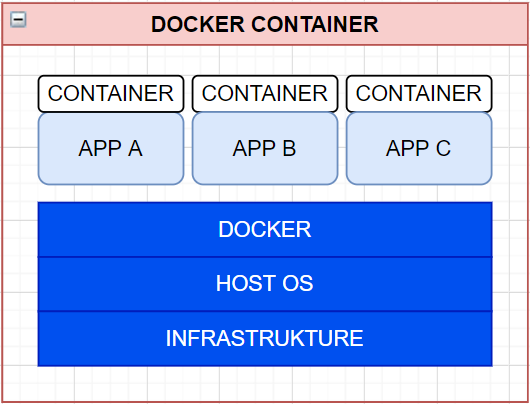 DOCKER CONTAINER
CONTAINER CONTAINER CONTAINER
APP A APP B APP C
DOCKER
HOST OS
INFRASTRUKTURE